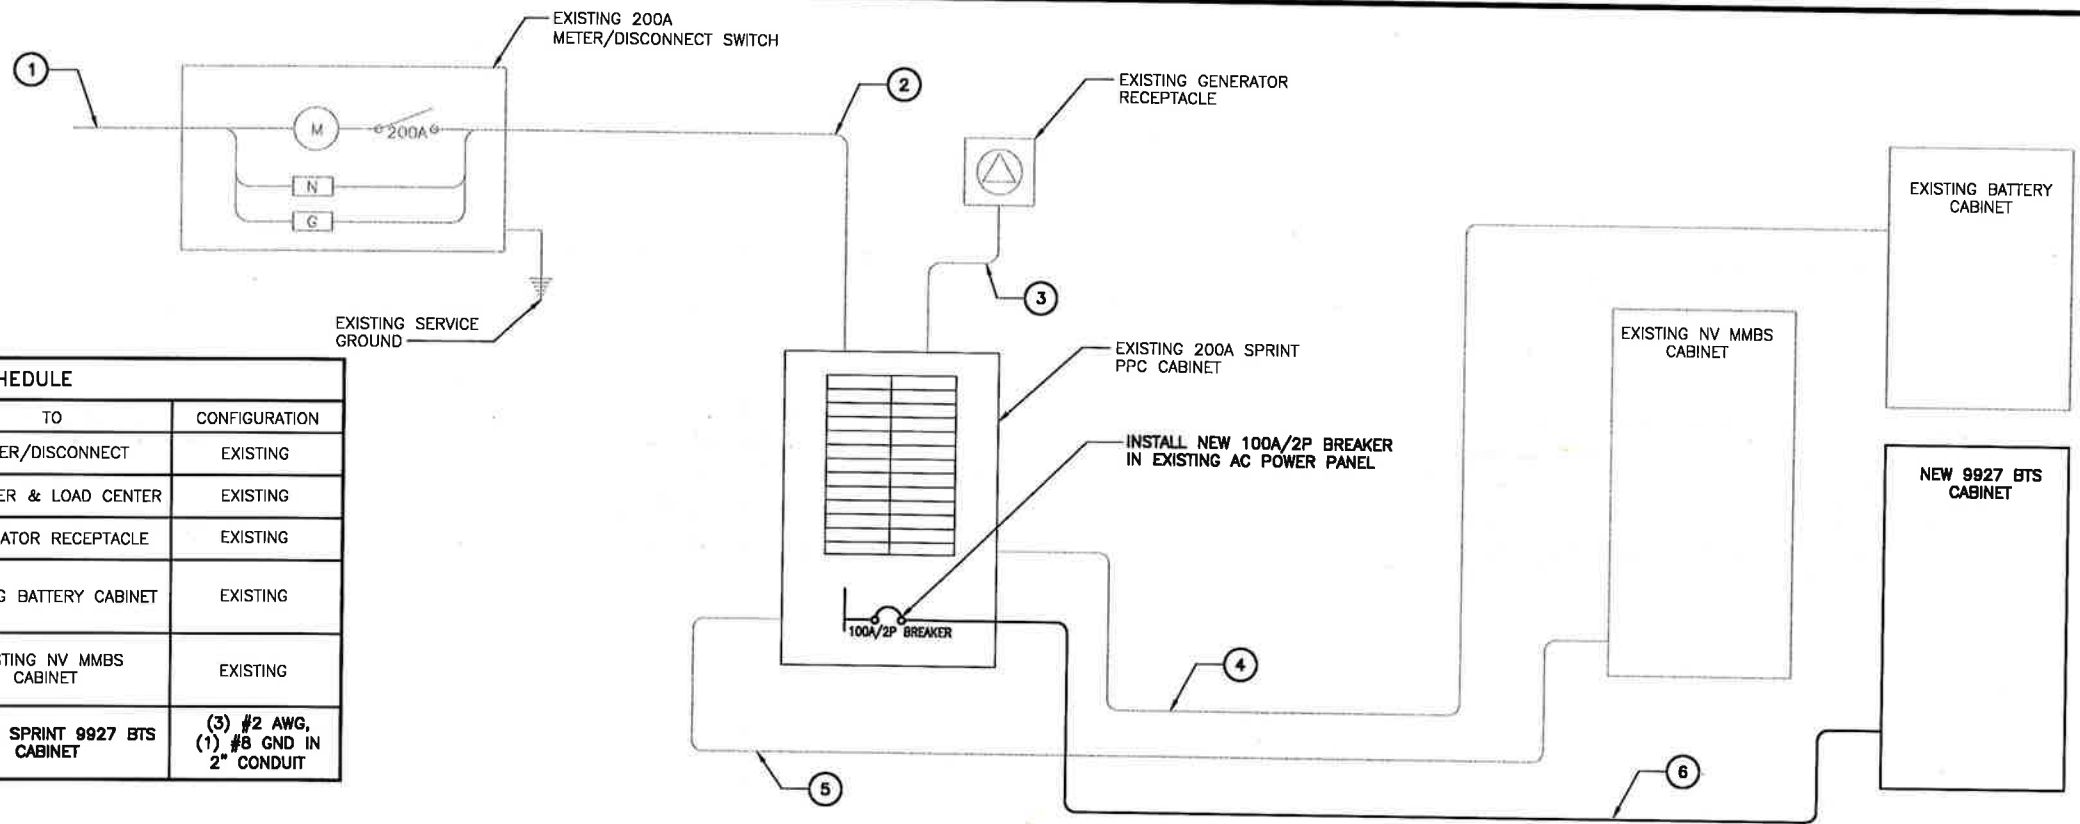 EXISTING 200A
METER/DISCONNECT SWITCH
1
2
EXISTING GENERATOR
RECEPTACLE
M
200A
N
G
EXISTING BATTERY
CABINET
3
EXISTING SERVICE
GROUND
EXISTING NV MMBS
CABINET
EXISTING 200A SPRINT
PPC CABINET
INSTALL NEW 100A/2P BREAKER
IN EXISTING AC POWER PANEL
NEW 9927 BTS
CABINET
100A/2P BREAKER
4
5
6
HEDULE
TO
CONFIGURATION
ER/DISCONNECT
EXISTING
ER & LOAD CENTER
EXISTING
ATOR RECEPTACLE
EXISTING
G BATTERY CABINET
EXISTING
STING NV MMBS
CABINET
EXISTING
SPRINT 9927 BTS
CABINET
(3) #2 AWG,
(1) #8 GND IN
2" CONDUIT